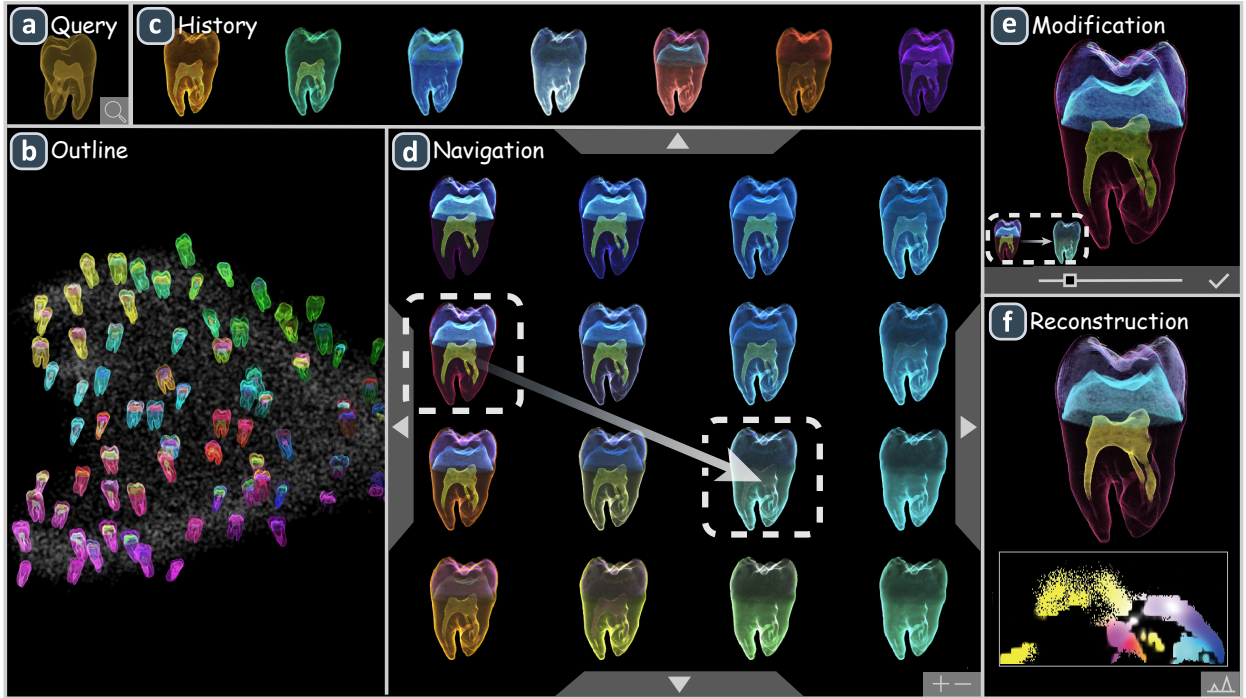 a Query
c History
e Modification
b Outline
d Navigation
f Reconstruction